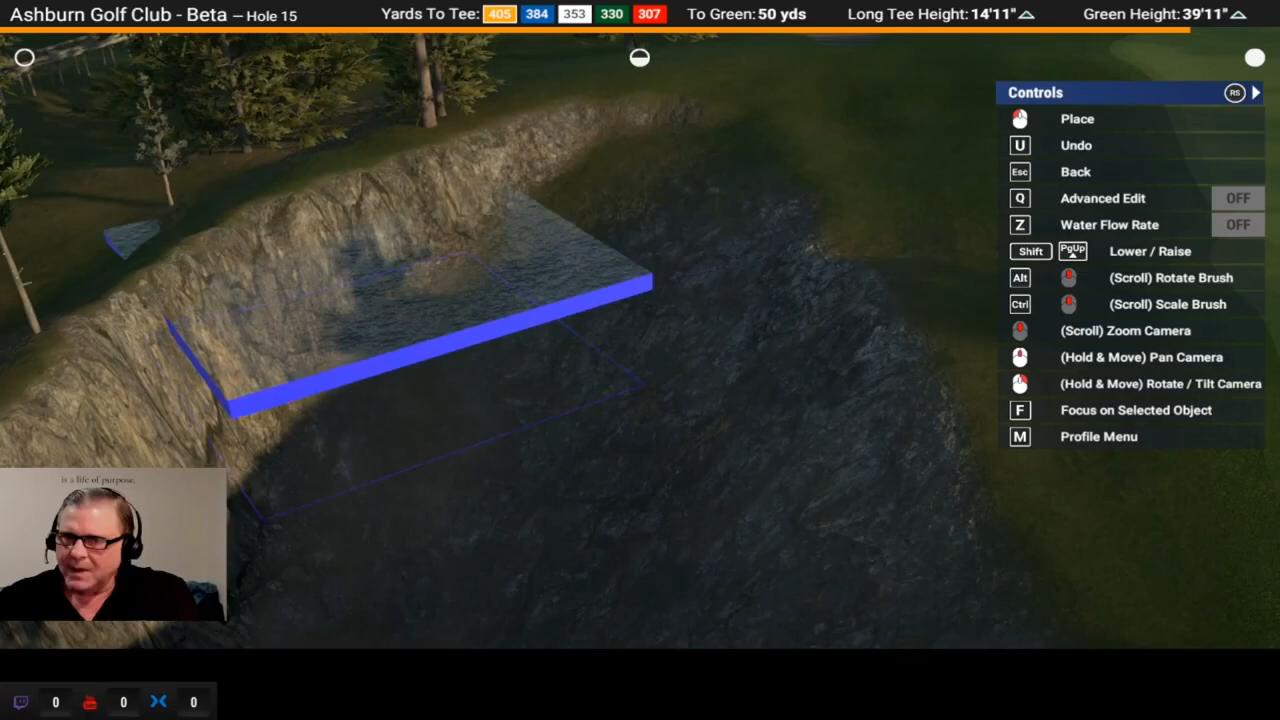 Ashburn Golf Club - Beta – Hole 15
Yards To Tee: 405 384 353 330 307
To Green: 50 yds
Long Tee Height: 14'11"
Green Height: 39'11"
Controls RS
Place
U Undo
Esc Back
Q Advanced Edit OFF
Z Water Flow Rate OFF
Shift PgUp Lower / Raise
Alt (Scroll) Rotate Brush
Ctrl (Scroll) Scale Brush
(Scroll) Zoom Camera
(Hold & Move) Pan Camera
(Hold & Move) Rotate / Tilt Camera
F Focus on Selected Object
M Profile Menu
is a life of purpose.
0 0 0